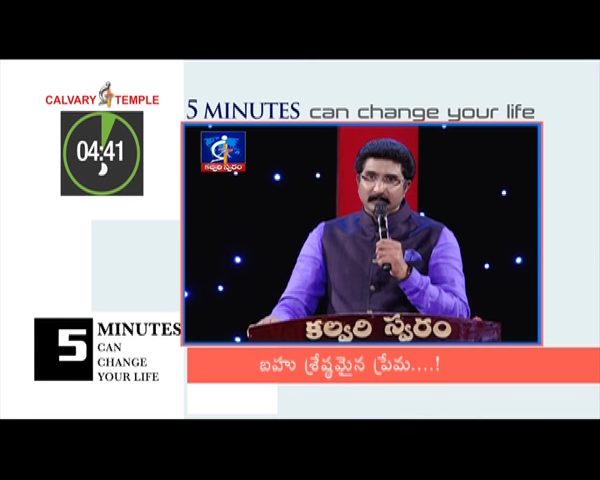 CALVARY TEMPLE
5 MINUTES can change your life
04:41
కల్వరి స్వరం
కల్వరి స్వరం
5 MINUTES
CAN
CHANGE
YOUR LIFE
బహు శ్రేష్ఠమైన ప్రేమ....!